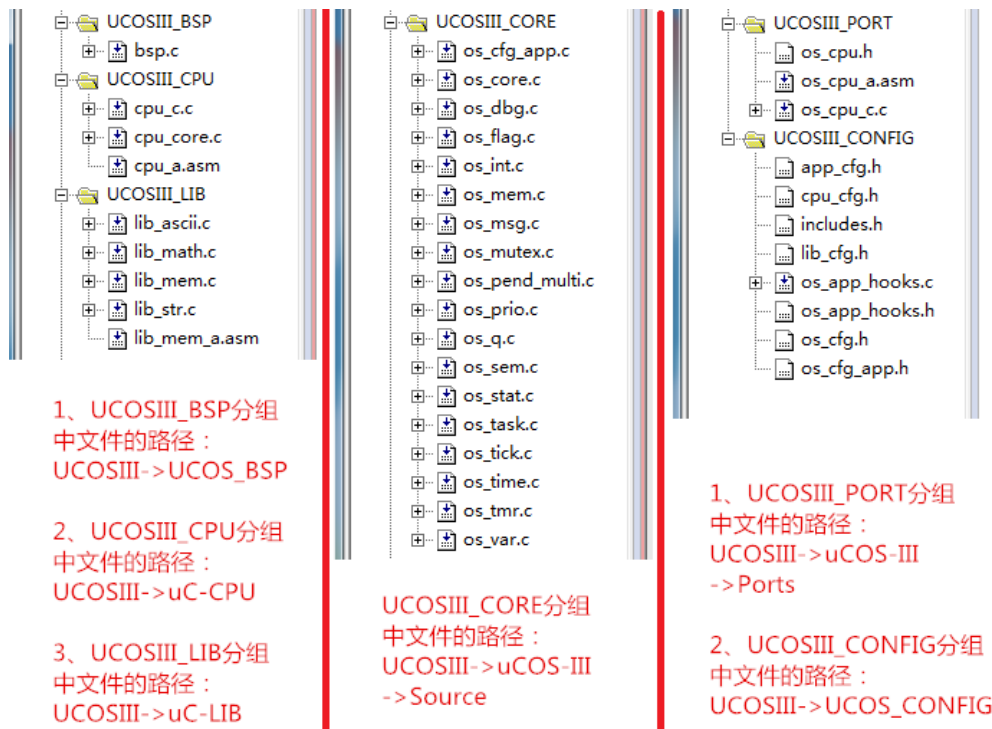 UCOSIII_BSP
bsp.c
UCOSIII_CPU
cpu_c.c
cpu_core.c
cpu_a.asm
UCOSIII_LIB
lib_ascii.c
lib_math.c
lib_mem.c
lib_str.c
lib_mem_a.asm
1、UCOSIII_BSP分组
中文件的路径：
UCOSIII->UCOS_BSP
2、UCOSIII_CPU分组
中文件的路径：
UCOSIII->uC-CPU
3、UCOSIII_LIB分组
中文件的路径：
UCOSIII->uC-LIB
UCOSIII_CORE
os_cfg_app.c
os_core.c
os_dbg.c
os_flag.c
os_int.c
os_mem.c
os_msg.c
os_mutex.c
os_pend_multi.c
os_prio.c
os_q.c
os_sem.c
os_stat.c
os_task.c
os_tick.c
os_time.c
os_tmr.c
os_var.c
UCOSIII_CORE分组
中文件的路径：
UCOSIII->uCOS-III
->Source
UCOSIII_PORT
os_cpu.h
os_cpu_a.asm
os_cpu_c.c
UCOSIII_CONFIG
app_cfg.h
cpu_cfg.h
includes.h
lib_cfg.h
os_app_hooks.c
os_app_hooks.h
os_cfg.h
os_cfg_app.h
1、UCOSIII_PORT分组
中文件的路径：
UCOSIII->uCOS-III
->Ports
2、UCOSIII_CONFIG分组
中文件的路径：
UCOSIII->UCOS_CONFIG